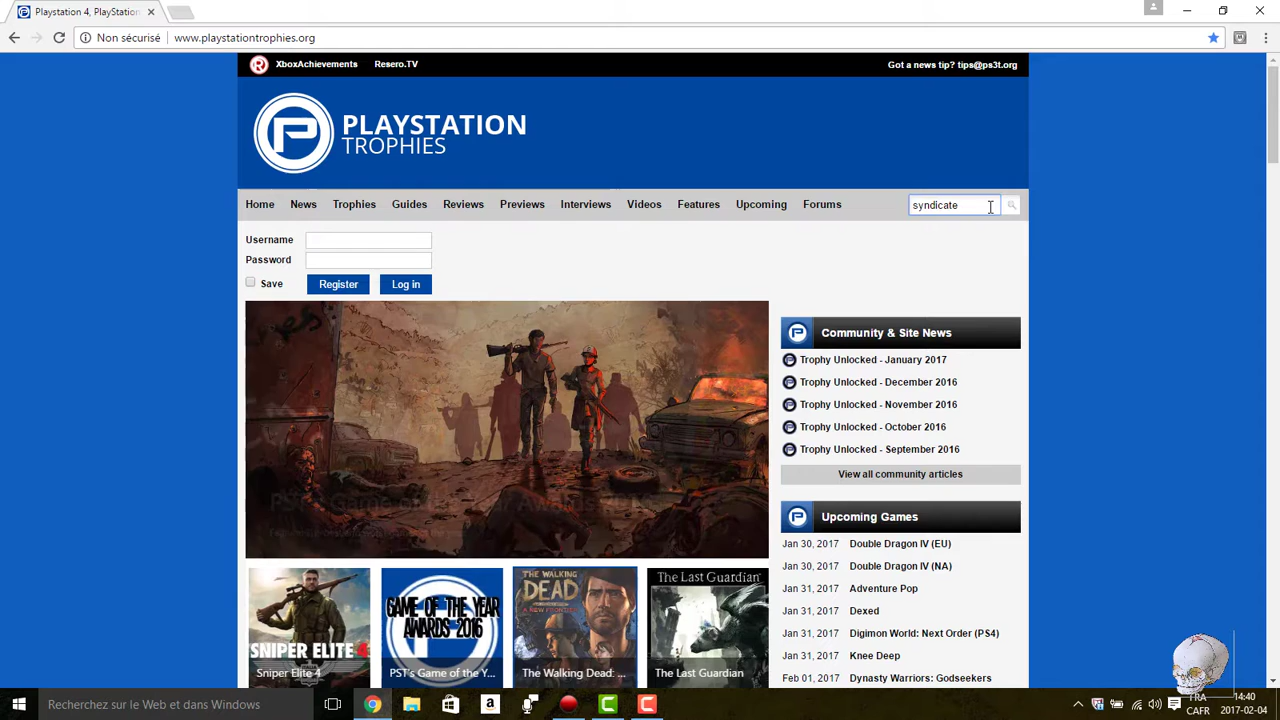 Playstation 4, PlayStation
Non sécurisé
www.playstationtrophies.org
XboxAchievements
Resero.TV
Got a news tip? tips@ps3t.org
PLAYSTATION
TROPHIES
Home News Trophies Guides Reviews Previews Interviews Videos Features Upcoming Forums
syndicate
Username
Password
Save
Register
Log in
Community & Site News
Trophy Unlocked - January 2017
Trophy Unlocked - December 2016
Trophy Unlocked - November 2016
Trophy Unlocked - October 2016
Trophy Unlocked - September 2016
View all community articles
Upcoming Games
Jan 30, 2017 Double Dragon IV (EU)
Jan 30, 2017 Double Dragon IV (NA)
Jan 31, 2017 Adventure Pop
Jan 31, 2017 Dexed
Jan 31, 2017 Digimon World: Next Order (PS4)
Jan 31, 2017 Knee Deep
Feb 01, 2017 Dynasty Warriors: Godseekers
SNIPER ELITE 4
Sniper Elite 4
GAME OF THE YEAR
AWARDS 2016
PST's Game of the Y...
THE WALKING
DEAD
A NEW FRONTIER
The Walking Dead: ...
The Last Guardian
The Last Guardian
Recherchez sur le Web et dans Windows
FRA
CAFR
14:40
2017-02-04